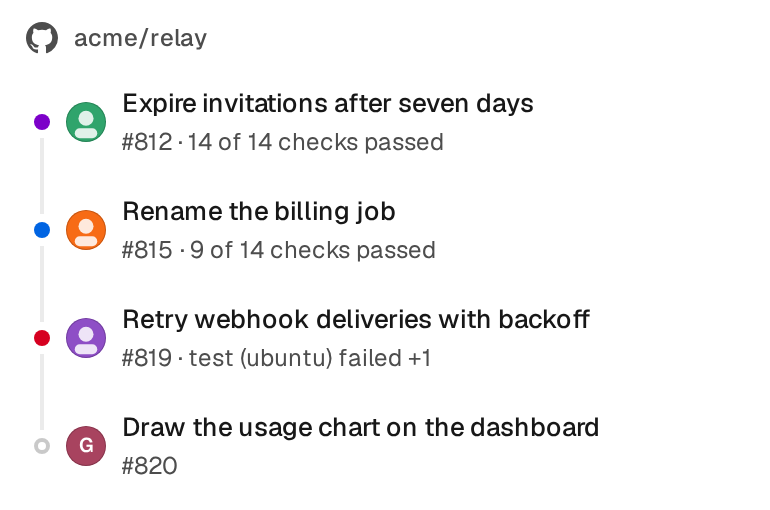 acme/relay
Expire invitations after seven days
#812 · 14 of 14 checks passed
Rename the billing job
#815 · 9 of 14 checks passed
Retry webhook deliveries with backoff
#819 · test (ubuntu) failed +1
G
Draw the usage chart on the dashboard
#820